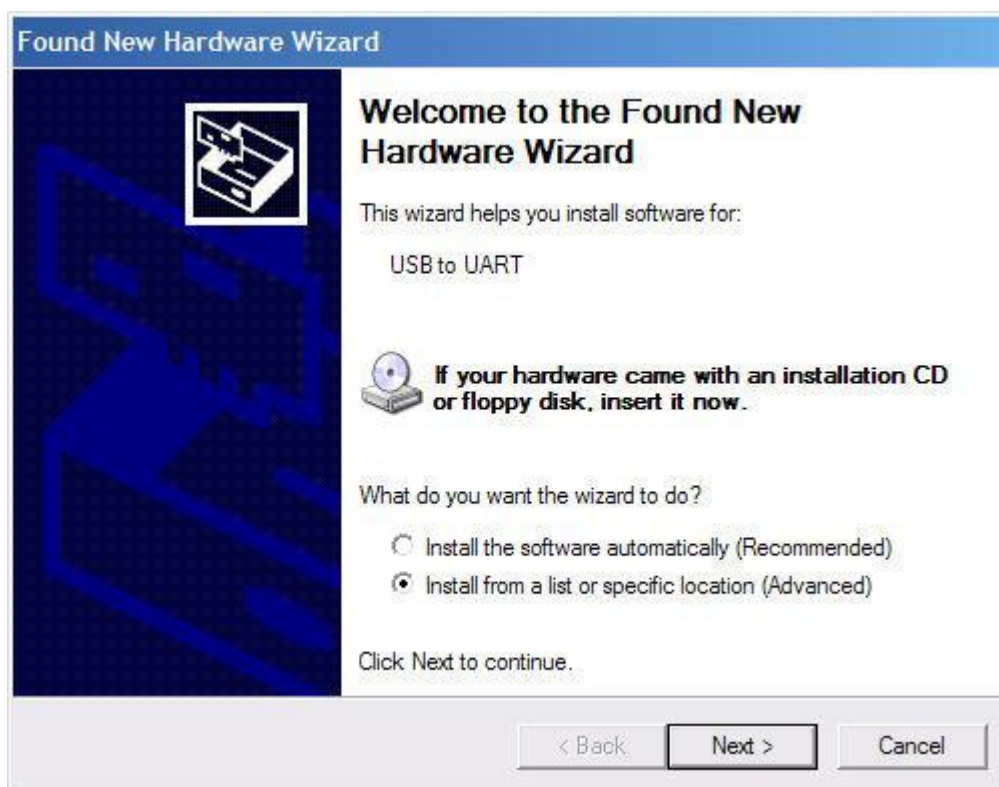 Found New Hardware Wizard
Welcome to the Found New
Hardware Wizard
This wizard helps you install software for:
USB to UART
If your hardware came with an installation CD
or floppy disk, insert it now.
What do you want the wizard to do?
Install the software automatically (Recommended)
Install from a list or specific location (Advanced)
Click Next to continue.
< Back Next > Cancel